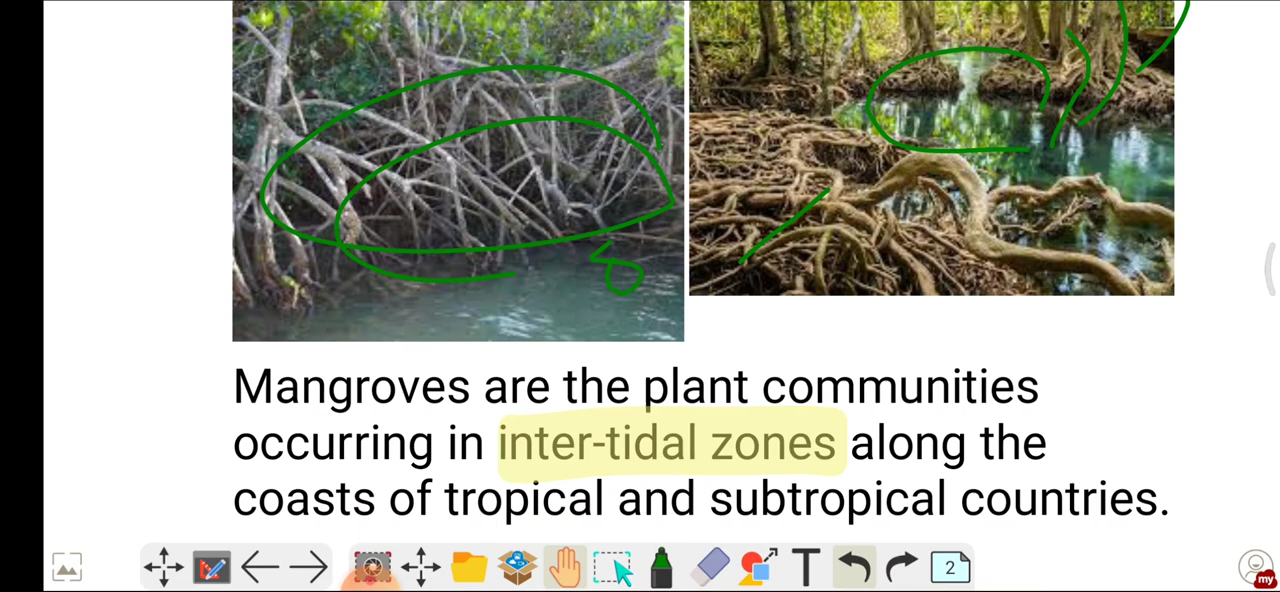 Mangroves are the plant communities
occurring in inter-tidal zones along the
coasts of tropical and subtropical countries.
T
2
my